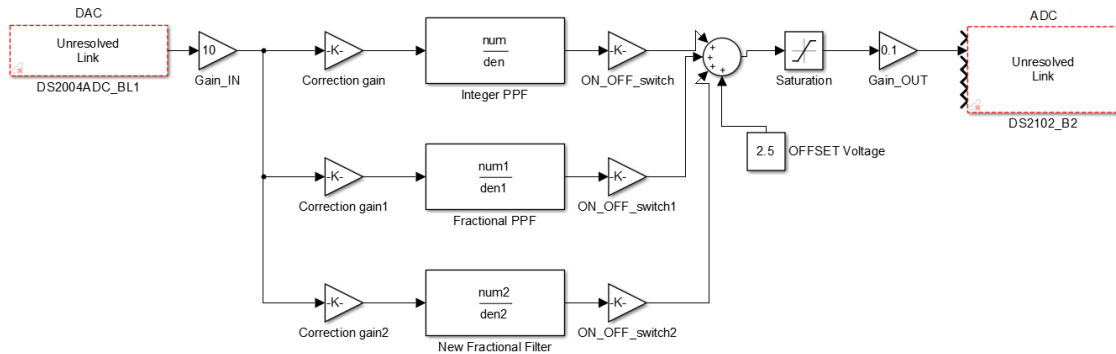 DAC
Unresolved
Link
DS2004ADC_BL1
10
Gain_IN
-K-
Correction gain
num
den
Integer PPF
-K-
ON_OFF_switch
+
+
+
+
Saturation
0.1
Gain_OUT
ADC
Unresolved
Link
DS2102_B2
2.5
OFFSET Voltage
-K-
Correction gain1
num1
den1
Fractional PPF
-K-
ON_OFF_switch1
-K-
Correction gain2
num2
den2
New Fractional Filter
-K-
ON_OFF_switch2